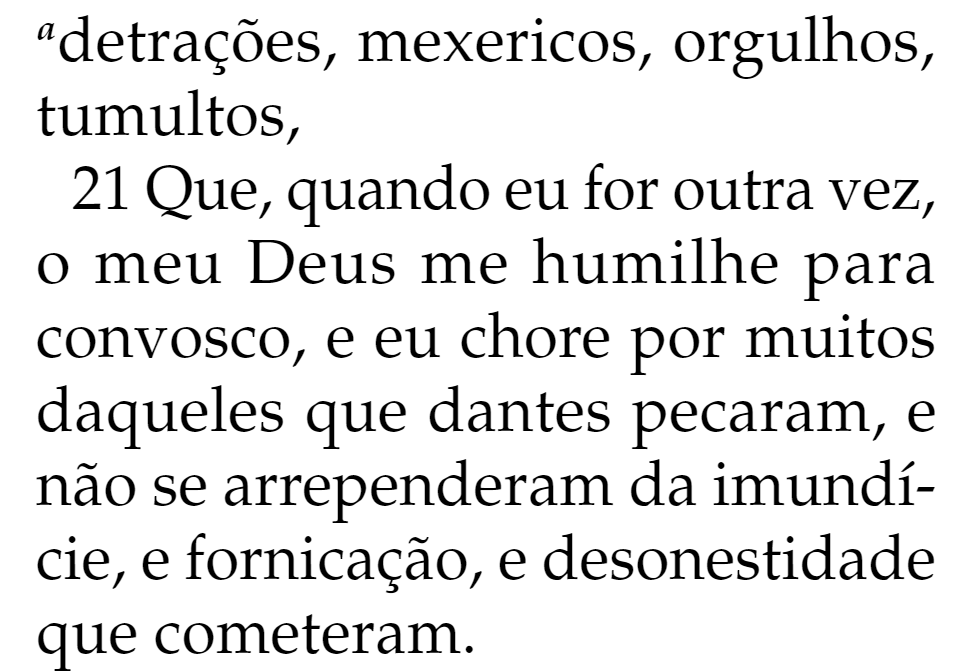 ᵃdetrações, mexericos, orgulhos,
tumultos,
21 Que, quando eu for outra vez,
o meu Deus me humilhe para
convosco, e eu chore por muitos
daqueles que dantes pecaram, e
não se arrependeram da imundí-
cie, e fornicação, e desonestidade
que cometeram.